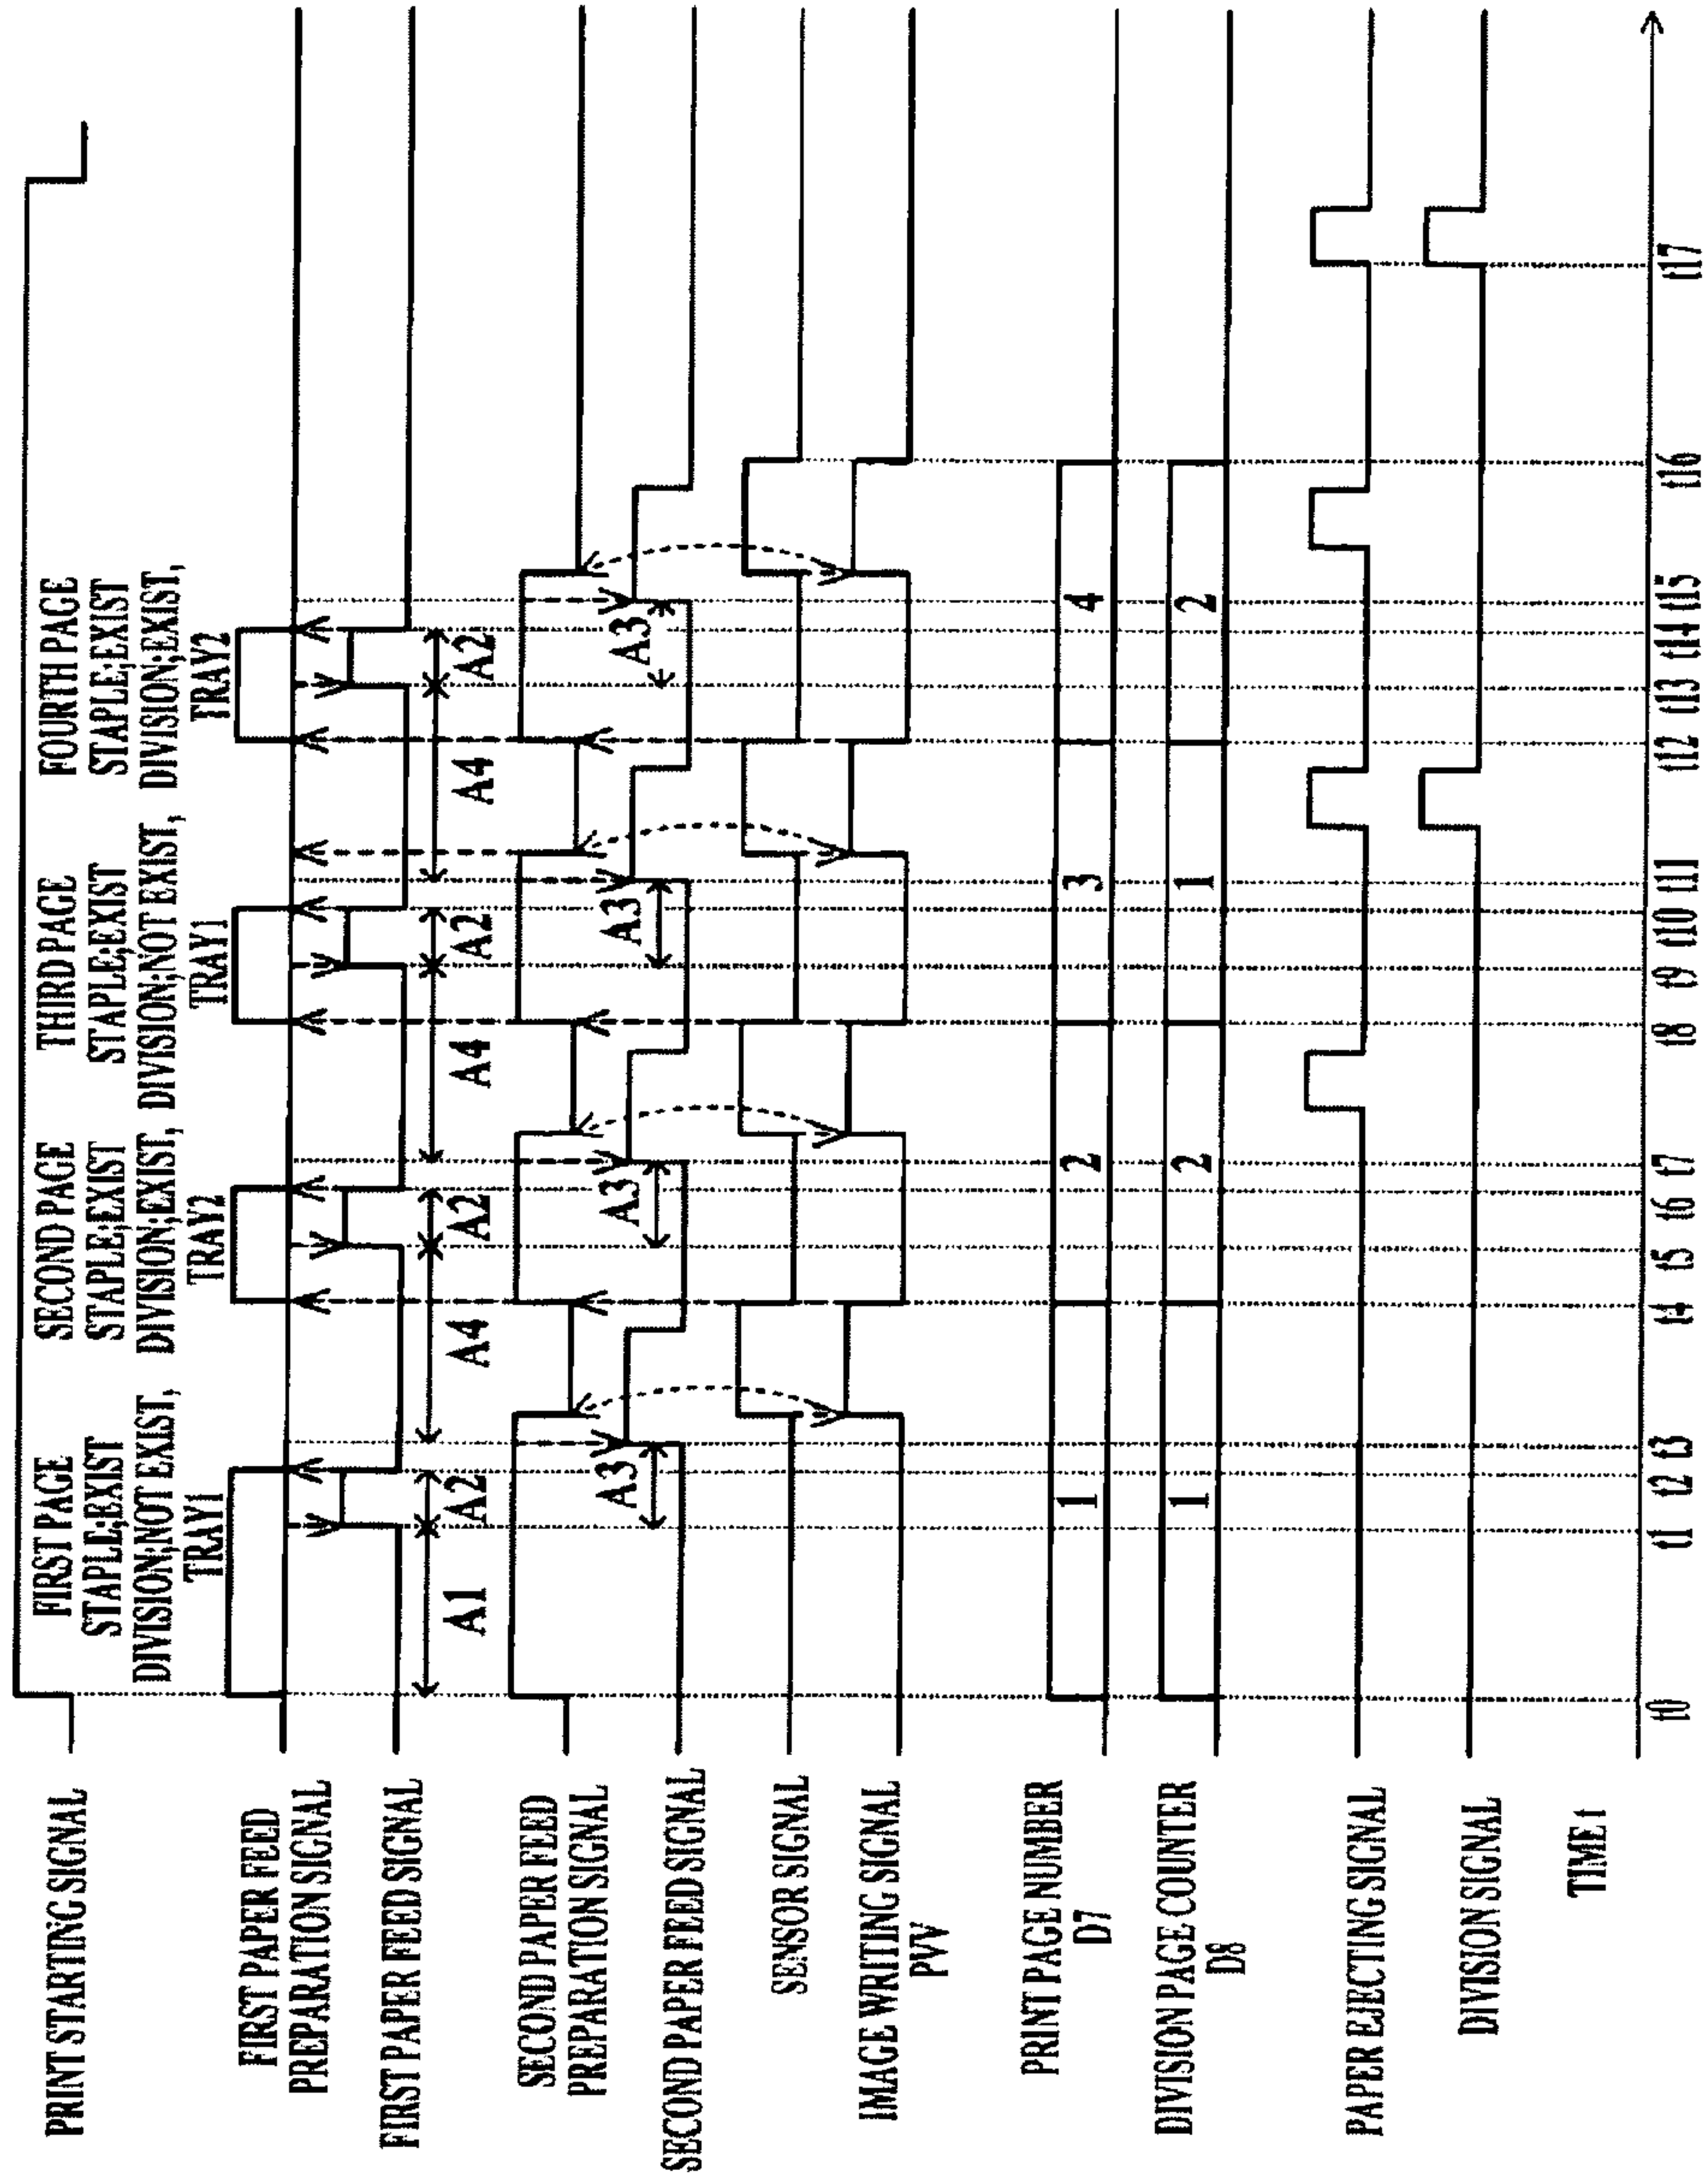 PRINT STARTING SIGNAL
FIRST PAGE
STAPLE;EXIST
DIVISION;NOT EXIST,
TRAY1
SECOND PAGE
STAPLE;EXIST
DIVISION;EXIST,
TRAY2
THIRD PAGE
STAPLE;EXIST
DIVISION;NOT EXIST,
TRAY1
FOURTH PAGE
STAPLE;EXIST
DIVISION;EXIST,
TRAY2
FIRST PAPER FEED
PREPARATION SIGNAL
FIRST PAPER FEED SIGNAL
A1 A2 A4 A2 A4 A2 A4 A2
SECOND PAPER FEED
PREPARATION SIGNAL
A3 A3 A3 A3
SECOND PAPER FEED SIGNAL
SENSOR SIGNAL
IMAGE WRITING SIGNAL
PVV
PRINT PAGE NUMBER
D7
1 2 3 4
DIVISION PAGE COUNTER
D8
1 2 1 2
PAPER EJECTING SIGNAL
DIVISION SIGNAL
TIME t
t0 t1 t2 t3 t4 t5 t6 t7 t8 t9 t10 t11 t12 t13 t14 t15 t16 t17